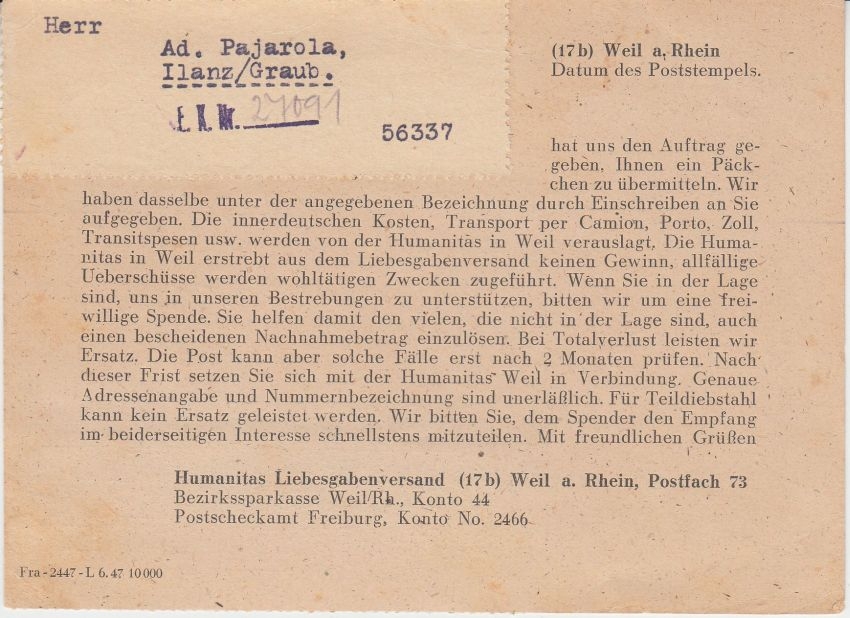 Herr
Ad. Pajarola,
Ilanz/Graub.
E. K. Nr. 27091
56337
(17b) Weil a. Rhein
Datum des Poststempels.
hat uns den Auftrag ge-
geben, Ihnen ein Päck-
chen zu übermitteln. Wir
haben dasselbe unter der angegebenen Bezeichnung durch Einschreiben an Sie
aufgegeben. Die innerdeutschen Kosten, Transport per Camion, Porto, Zoll,
Transitspesen usw. werden von der Humanitas in Weil verauslagt. Die Huma-
nitas in Weil erstrebt aus dem Liebesgabenversand keinen Gewinn, allfällige
Ueberschüsse werden wohltätigen Zwecken zugeführt. Wenn Sie in der Lage
sind, uns in unseren Bestrebungen zu unterstützen, bitten wir um eine frei-
willige Spende. Sie helfen damit den vielen, die nicht in der Lage sind, auch
einen bescheidenen Nachnahmebetrag einzulösen. Bei Totalverlust leisten wir
Ersatz. Die Post kann aber solche Fälle erst nach 2 Monaten prüfen. Nach
dieser Frist setzen Sie sich mit der Humanitas Weil in Verbindung. Genaue
Adressenangabe und Nummernbezeichnung sind unerläßlich. Für Teildiebstahl
kann kein Ersatz geleistet werden. Wir bitten Sie, dem Spender den Empfang
im beiderseitigen Interesse schnellstens mitzuteilen. Mit freundlichen Grüßen
Humanitas Liebesgabenversand (17b) Weil a. Rhein, Postfach 73
Bezirkssparkasse Weil/Rh., Konto 44
Postscheckamt Freiburg, Konto No. 2466
Fra-2447-L 6.47 10000